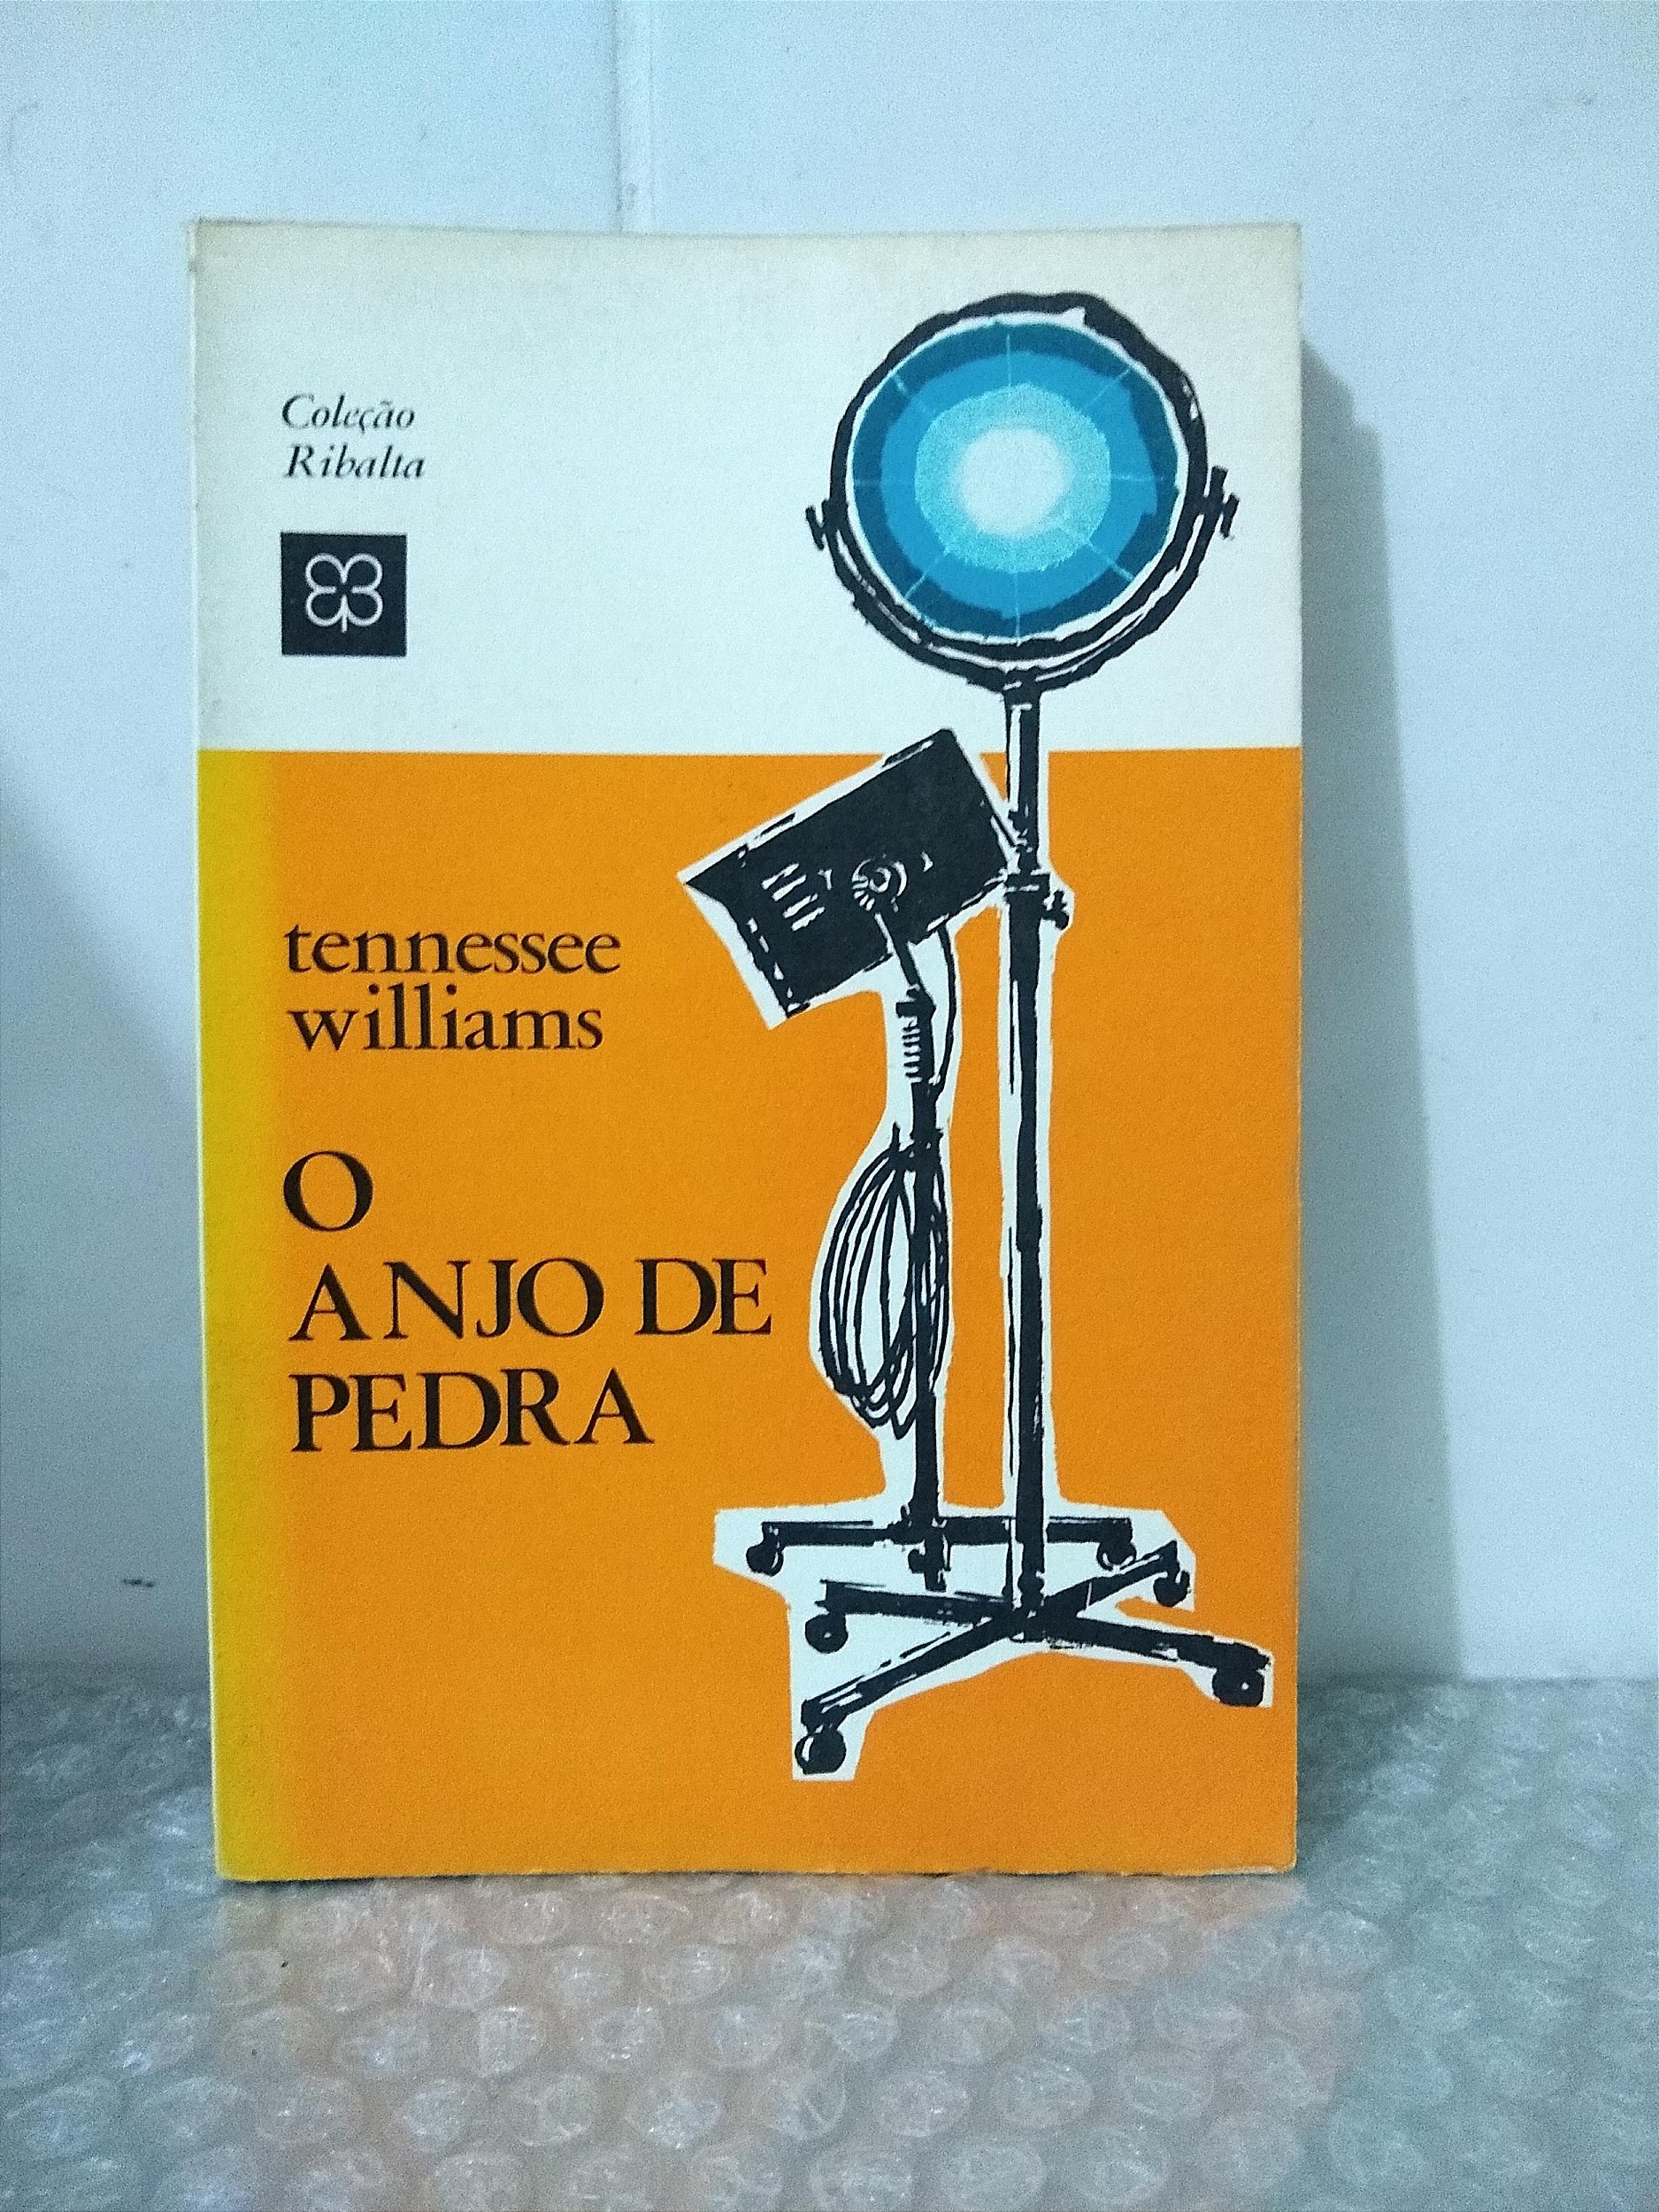 Coleção
Ribalta
tennessee
williams
O
ANJO DE
PEDRA